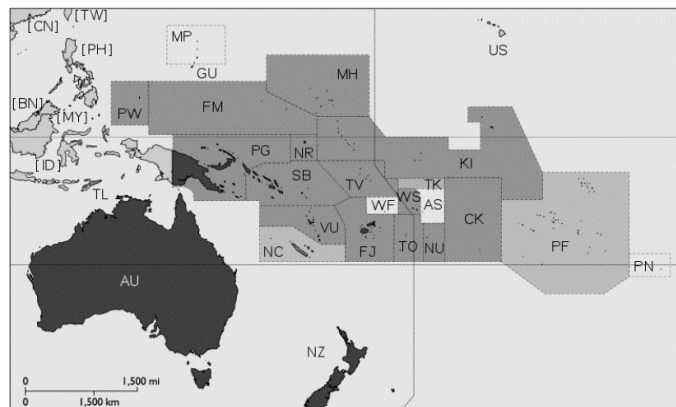 [TW]
[CN]
MP
US
[PH]
GU
MH
[BN]
PW
FM
[MY]
PG
NR
KI
[ID]
SB
TV
TK
TL
WS
WF
AS
CK
VU
PF
NC
FJ
TO
NU
PN
AU
NZ
0 1,500 mi
0 1,500 km